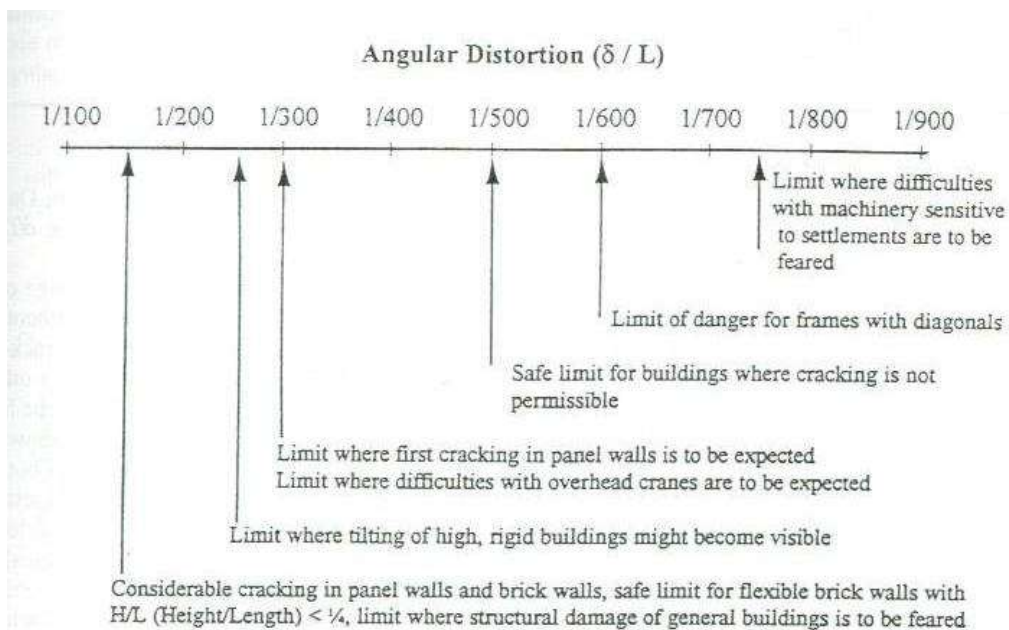 Angular Distortion (δ / L)
1/100 1/200 1/300 1/400 1/500 1/600 1/700 1/800 1/900
Limit where difficulties
with machinery sensitive
to settlements are to be
feared
Limit of danger for frames with diagonals
Safe limit for buildings where cracking is not
permissible
Limit where first cracking in panel walls is to be expected
Limit where difficulties with overhead cranes are to be expected
Limit where tilting of high, rigid buildings might become visible
Considerable cracking in panel walls and brick walls, safe limit for flexible brick walls with
H/L (Height/Length) < ¼, limit where structural damage of general buildings is to be feared